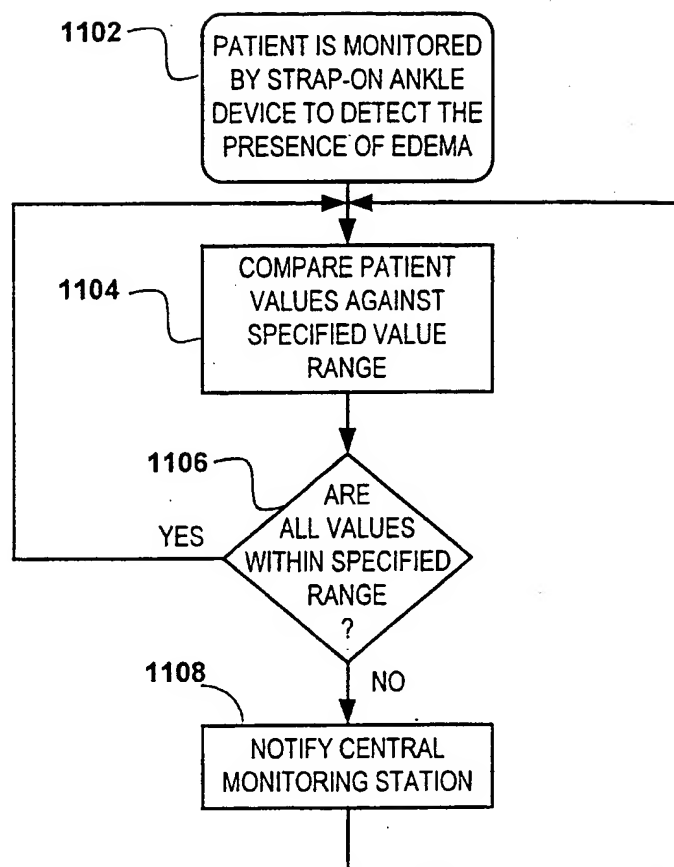 1102
PATIENT IS MONITORED
BY STRAP-ON ANKLE
DEVICE TO DETECT THE
PRESENCE OF EDEMA
1104
COMPARE PATIENT
VALUES AGAINST
SPECIFIED VALUE
RANGE
1106
ARE
ALL VALUES
WITHIN SPECIFIED
RANGE
?
YES
NO
1108
NOTIFY CENTRAL
MONITORING STATION